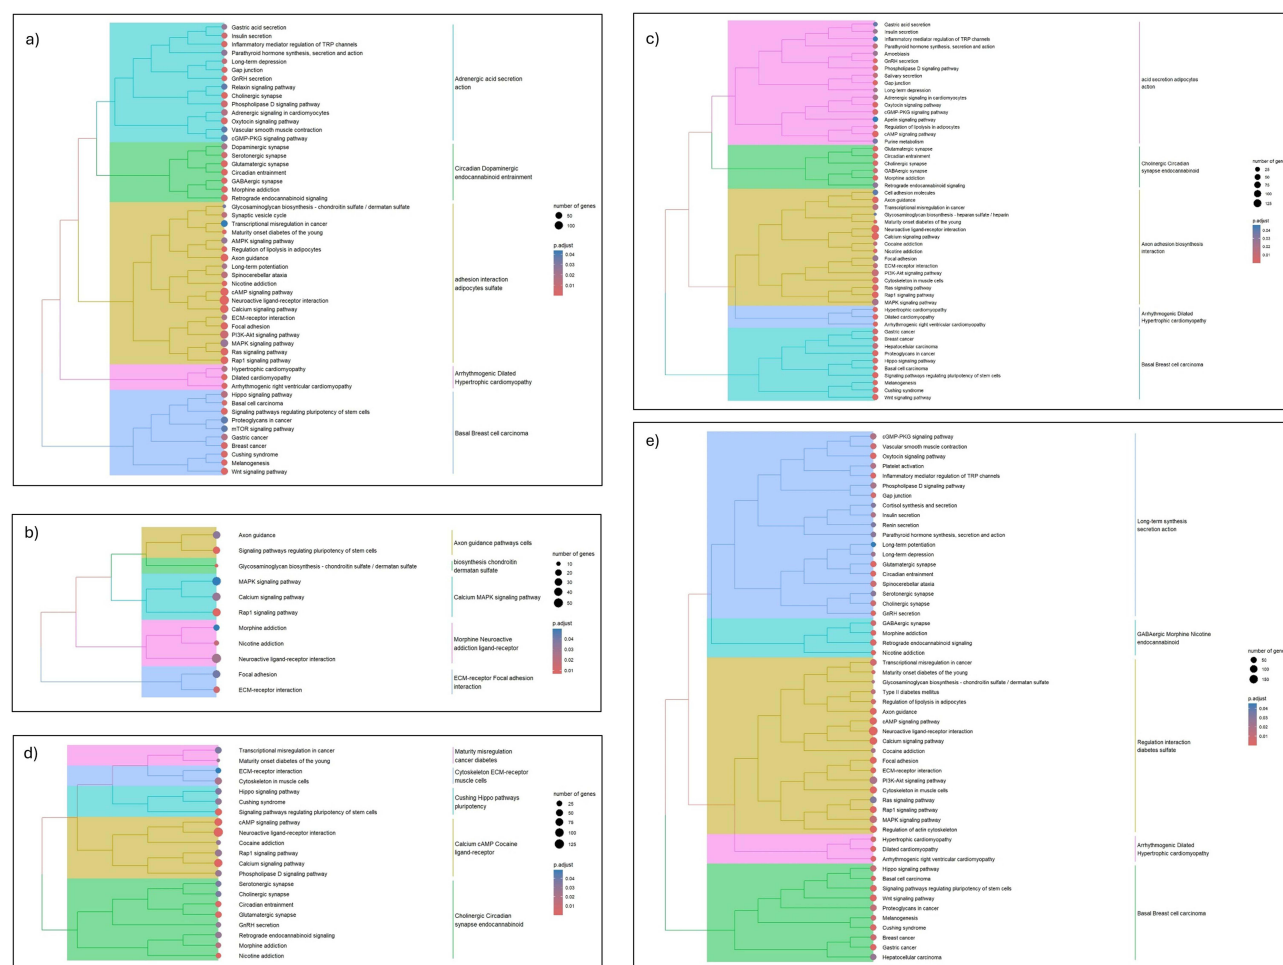 a)
Gastric acid secretion
Insulin secretion
Inflammatory mediator regulation of TRP channels
Parathyroid hormone synthesis, secretion and action
Long-term depression
Gap junction
GnRH secretion
Relaxin signaling pathway
Cholinergic synapse
Phospholipase D signaling pathway
Adrenergic signaling in cardiomyocytes
Oxytocin signaling pathway
Vascular smooth muscle contraction
cGMP-PKG signaling pathway
Dopaminergic synapse
Serotonergic synapse
Glutamatergic synapse
Circadian entrainment
GABAergic synapse
Morphine addiction
Retrograde endocannabinoid signaling
Glycosaminoglycan biosynthesis - chondroitin sulfate / dermatan sulfate
Synaptic vesicle cycle
Transcriptional misregulation in cancer
Maturity onset diabetes of the young
AMPK signaling pathway
Regulation of lipolysis in adipocytes
Axon guidance
Long-term potentiation
Spinocerebellar ataxia
Nicotine addiction
cAMP signaling pathway
Neuroactive ligand-receptor interaction
Calcium signaling pathway
ECM-receptor interaction
Focal adhesion
PI3K-Akt signaling pathway
MAPK signaling pathway
Ras signaling pathway
Rap1 signaling pathway
Hypertrophic cardiomyopathy
Dilated cardiomyopathy
Arrhythmogenic right ventricular cardiomyopathy
Hippo signaling pathway
Basal cell carcinoma
Signaling pathways regulating pluripotency of stem cells
Proteoglycans in cancer
mTOR signaling pathway
Gastric cancer
Breast cancer
Cushing syndrome
Melanogenesis
Wnt signaling pathway
Adrenergic acid secretion
action
Circadian Dopaminergic
endocannabinoid entrainment
adhesion interaction
adipocytes sulfate
Arrhythmogenic Dilated
Hypertrophic cardiomyopathy
Basal Breast cell carcinoma
number of genes
50
100
p.adjust
0.04
0.03
0.02
0.01
b)
Axon guidance
Signaling pathways regulating pluripotency of stem cells
Glycosaminoglycan biosynthesis - chondroitin sulfate / dermatan sulfate
MAPK signaling pathway
Calcium signaling pathway
Rap1 signaling pathway
Morphine addiction
Nicotine addiction
Neuroactive ligand-receptor interaction
Focal adhesion
ECM-receptor interaction
Axon guidance pathways cells
biosynthesis chondroitin
dermatan sulfate
Calcium MAPK signaling pathway
Morphine Neuroactive
addiction ligand-receptor
ECM-receptor Focal adhesion
interaction
number of genes
10
20
30
40
50
p.adjust
0.04
0.03
0.02
0.01
d)
Transcriptional misregulation in cancer
Maturity onset diabetes of the young
ECM-receptor interaction
Cytoskeleton in muscle cells
Hippo signaling pathway
Cushing syndrome
Signaling pathways regulating pluripotency of stem cells
cAMP signaling pathway
Neuroactive ligand-receptor interaction
Cocaine addiction
Rap1 signaling pathway
Calcium signaling pathway
Phospholipase D signaling pathway
Serotonergic synapse
Cholinergic synapse
Circadian entrainment
Glutamatergic synapse
GnRH secretion
Retrograde endocannabinoid signaling
Morphine addiction
Nicotine addiction
Maturity misregulation
cancer diabetes
Cytoskeleton ECM-receptor
muscle cells
Cushing Hippo pathways
pluripotency
Calcium cAMP Cocaine
ligand-receptor
Cholinergic Circadian
synapse endocannabinoid
number of genes
25
50
75
100
125
p.adjust
0.04
0.03
0.02
0.01
c)
Gastric acid secretion
Insulin secretion
Inflammatory mediator regulation of TRP channels
Parathyroid hormone synthesis, secretion and action
Amoebiasis
GnRH secretion
Phospholipase D signaling pathway
Salivary secretion
Gap junction
Long-term depression
Adrenergic signaling in cardiomyocytes
Oxytocin signaling pathway
cGMP-PKG signaling pathway
Apelin signaling pathway
Regulation of lipolysis in adipocytes
cAMP signaling pathway
Purine metabolism
Glutamatergic synapse
Circadian entrainment
Cholinergic synapse
GABAergic synapse
Morphine addiction
Retrograde endocannabinoid signaling
Cell adhesion molecules
Axon guidance
Transcriptional misregulation in cancer
Glycosaminoglycan biosynthesis - heparan sulfate / heparin
Maturity onset diabetes of the young
Neuroactive ligand-receptor interaction
Calcium signaling pathway
Cocaine addiction
Nicotine addiction
Focal adhesion
ECM-receptor interaction
PI3K-Akt signaling pathway
Cytoskeleton in muscle cells
Ras signaling pathway
Rap1 signaling pathway
MAPK signaling pathway
Hypertrophic cardiomyopathy
Dilated cardiomyopathy
Arrhythmogenic right ventricular cardiomyopathy
Gastric cancer
Breast cancer
Hepatocellular carcinoma
Proteoglycans in cancer
Hippo signaling pathway
Basal cell carcinoma
Signaling pathways regulating pluripotency of stem cells
Melanogenesis
Cushing syndrome
Wnt signaling pathway
acid secretion adipocytes
action
Cholinergic Circadian
synapse endocannabinoid
Axon adhesion biosynthesis
interaction
Arrhythmogenic Dilated
Hypertrophic cardiomyopathy
Basal Breast cell carcinoma
number of genes
25
50
75
100
125
p.adjust
0.04
0.03
0.02
0.01
e)
cGMP-PKG signaling pathway
Vascular smooth muscle contraction
Oxytocin signaling pathway
Platelet activation
Inflammatory mediator regulation of TRP channels
Phospholipase D signaling pathway
Gap junction
Cortisol synthesis and secretion
Insulin secretion
Renin secretion
Parathyroid hormone synthesis, secretion and action
Long-term potentiation
Long-term depression
Glutamatergic synapse
Circadian entrainment
Spinocerebellar ataxia
Serotonergic synapse
Cholinergic synapse
GnRH secretion
GABAergic synapse
Morphine addiction
Retrograde endocannabinoid signaling
Nicotine addiction
Transcriptional misregulation in cancer
Maturity onset diabetes of the young
Glycosaminoglycan biosynthesis - chondroitin sulfate / dermatan sulfate
Type II diabetes mellitus
Regulation of lipolysis in adipocytes
Axon guidance
cAMP signaling pathway
Neuroactive ligand-receptor interaction
Calcium signaling pathway
Cocaine addiction
Focal adhesion
ECM-receptor interaction
PI3K-Akt signaling pathway
Cytoskeleton in muscle cells
Ras signaling pathway
Rap1 signaling pathway
MAPK signaling pathway
Regulation of actin cytoskeleton
Hypertrophic cardiomyopathy
Dilated cardiomyopathy
Arrhythmogenic right ventricular cardiomyopathy
Hippo signaling pathway
Basal cell carcinoma
Signaling pathways regulating pluripotency of stem cells
Wnt signaling pathway
Proteoglycans in cancer
Melanogenesis
Cushing syndrome
Breast cancer
Gastric cancer
Hepatocellular carcinoma
Long-term synthesis
secretion action
GABAergic Morphine Nicotine
endocannabinoid
Regulation interaction
diabetes sulfate
Arrhythmogenic Dilated
Hypertrophic cardiomyopathy
Basal Breast cell carcinoma
number of genes
50
100
150
p.adjust
0.04
0.03
0.02
0.01